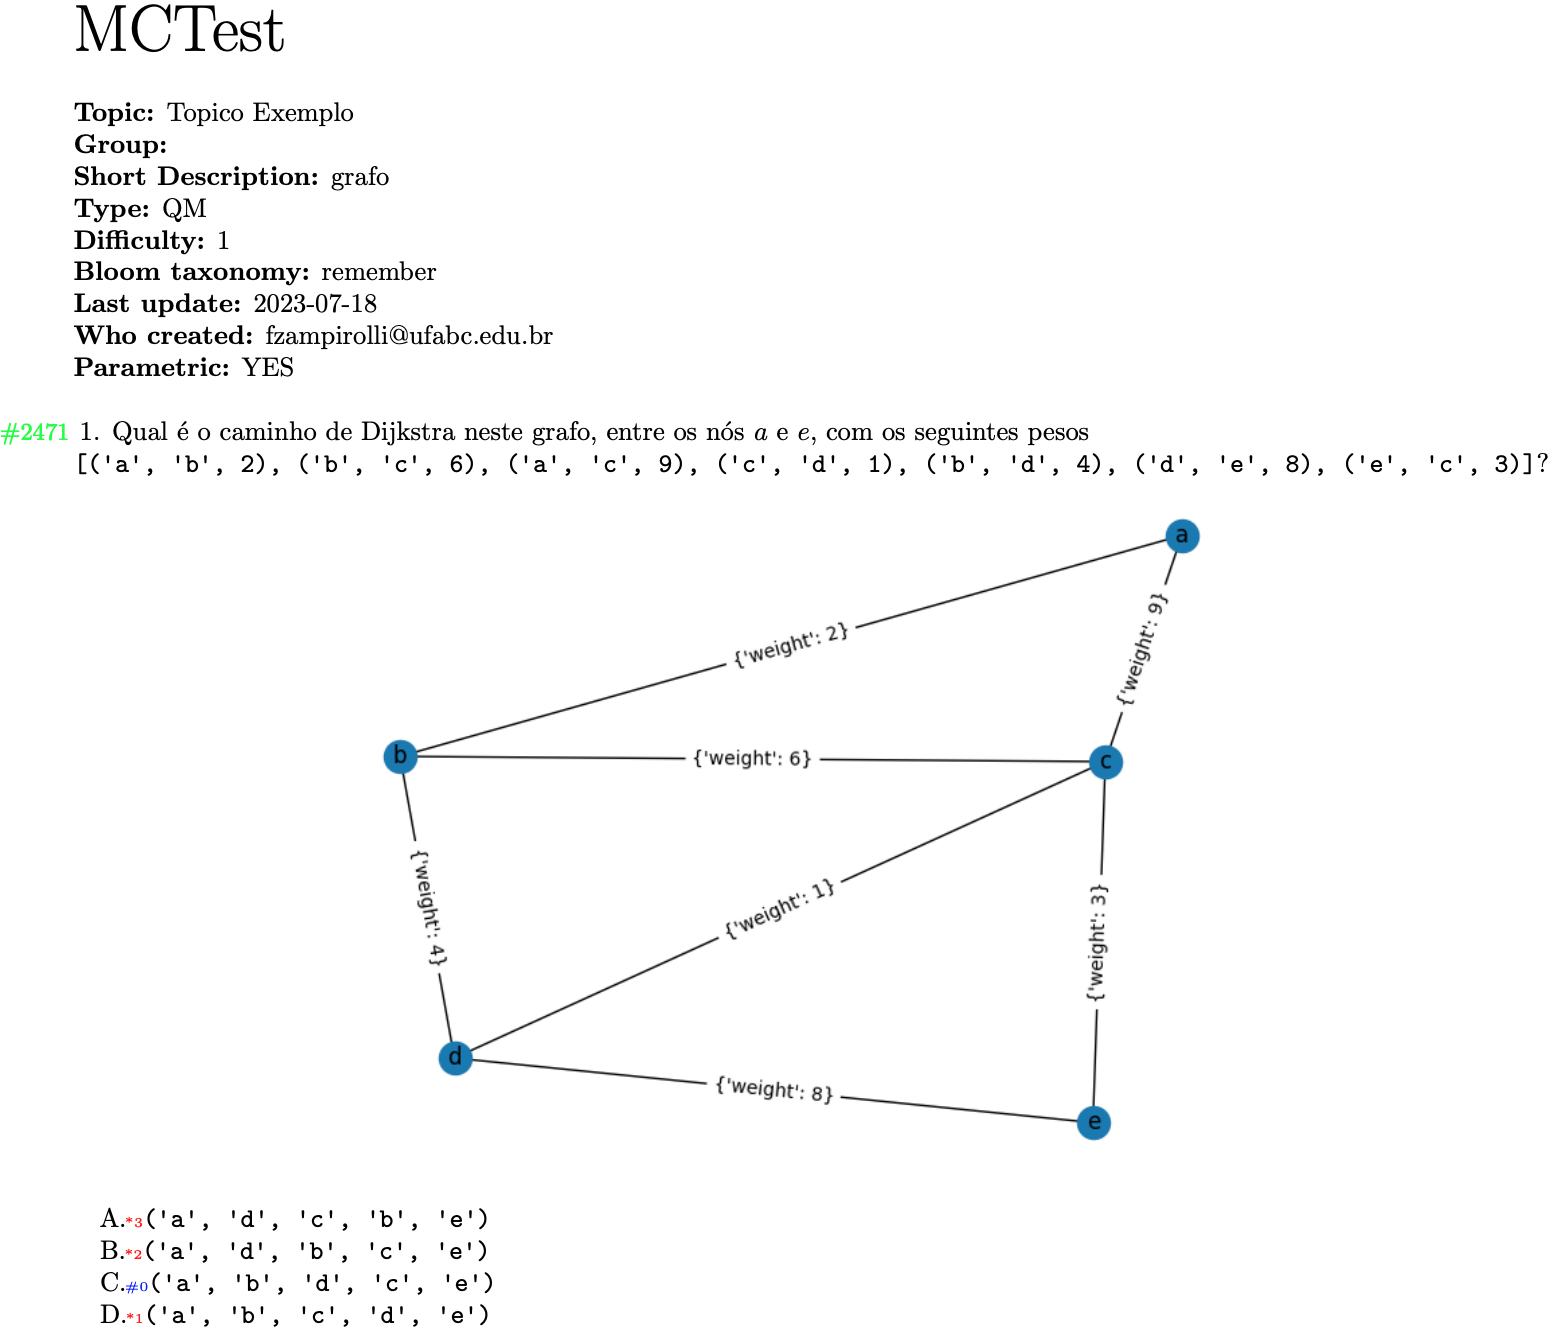 MCTest
Topic: Topico Exemplo
Group:
Short Description: grafo
Type: QM
Difficulty: 1
Bloom taxonomy: remember
Last update: 2023-07-18
Who created: fzampirolli@ufabc.edu.br
Parametric: YES
#2471 1. Qual é o caminho de Dijkstra neste grafo, entre os nós a e e, com os seguintes pesos
[('a', 'b', 2), ('b', 'c', 6), ('a', 'c', 9), ('c', 'd', 1), ('b', 'd', 4), ('d', 'e', 8), ('e', 'c', 3)]?
a
{'weight': 9}
{'weight': 2}
b
{'weight': 6}
c
{'weight': 4}
{'weight': 1}
{'weight': 3}
d
{'weight': 8}
e
A.*3('a', 'd', 'c', 'b', 'e')
B.*2('a', 'd', 'b', 'c', 'e')
C.#0('a', 'b', 'd', 'c', 'e')
D.*1('a', 'b', 'c', 'd', 'e')